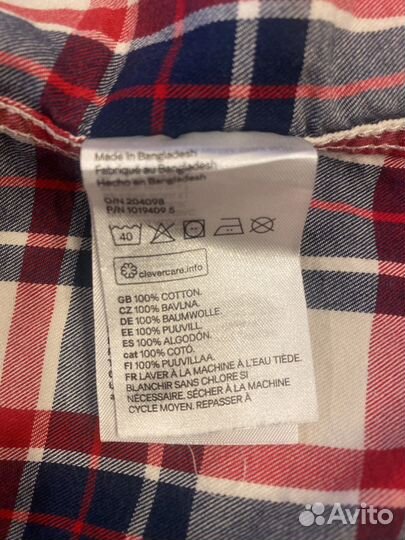 Made in Bangladesh
Fabriqué au Bangladesh
Hecho en Bangladesh
O/N 204098
P/N 1019409.5
40
clevercare.info
GB 100% COTTON.
CZ 100% BAVLNA.
DE 100% BAUMWOLLE.
EE 100% PUUVILL.
ES 100% ALGODÓN.
cat 100% COTÓ.
FI 100% PUUVILLAA.
FR LAVER À LA MACHINE À L'EAU TIÈDE.
BLANCHIR SANS CHLORE SI
NÉCESSAIRE. SÉCHER À LA MACHINE
CYCLE MOYEN. REPASSER À
Avito